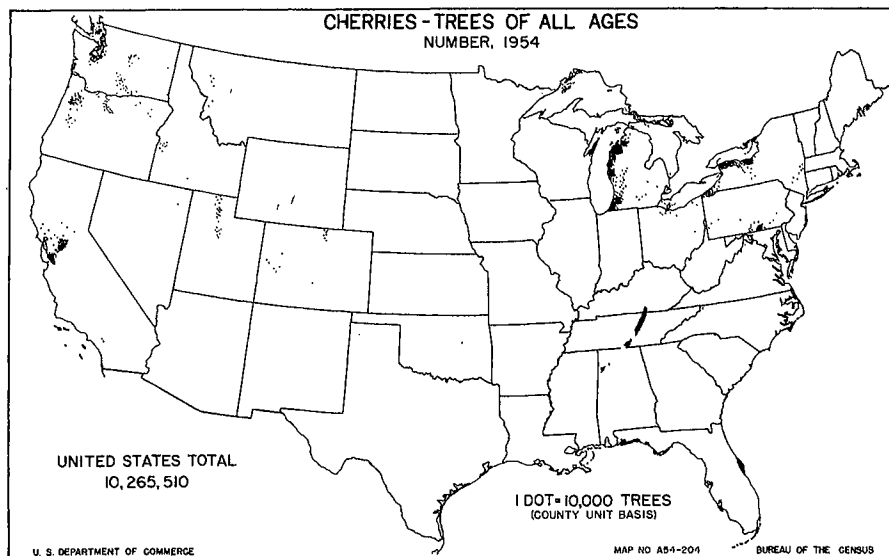 CHERRIES - TREES OF ALL AGES
NUMBER, 1954
UNITED STATES TOTAL
10,265,510
1 DOT=10,000 TREES
(COUNTY UNIT BASIS)
U. S. DEPARTMENT OF COMMERCE
MAP NO A54-204
BUREAU OF THE CENSUS